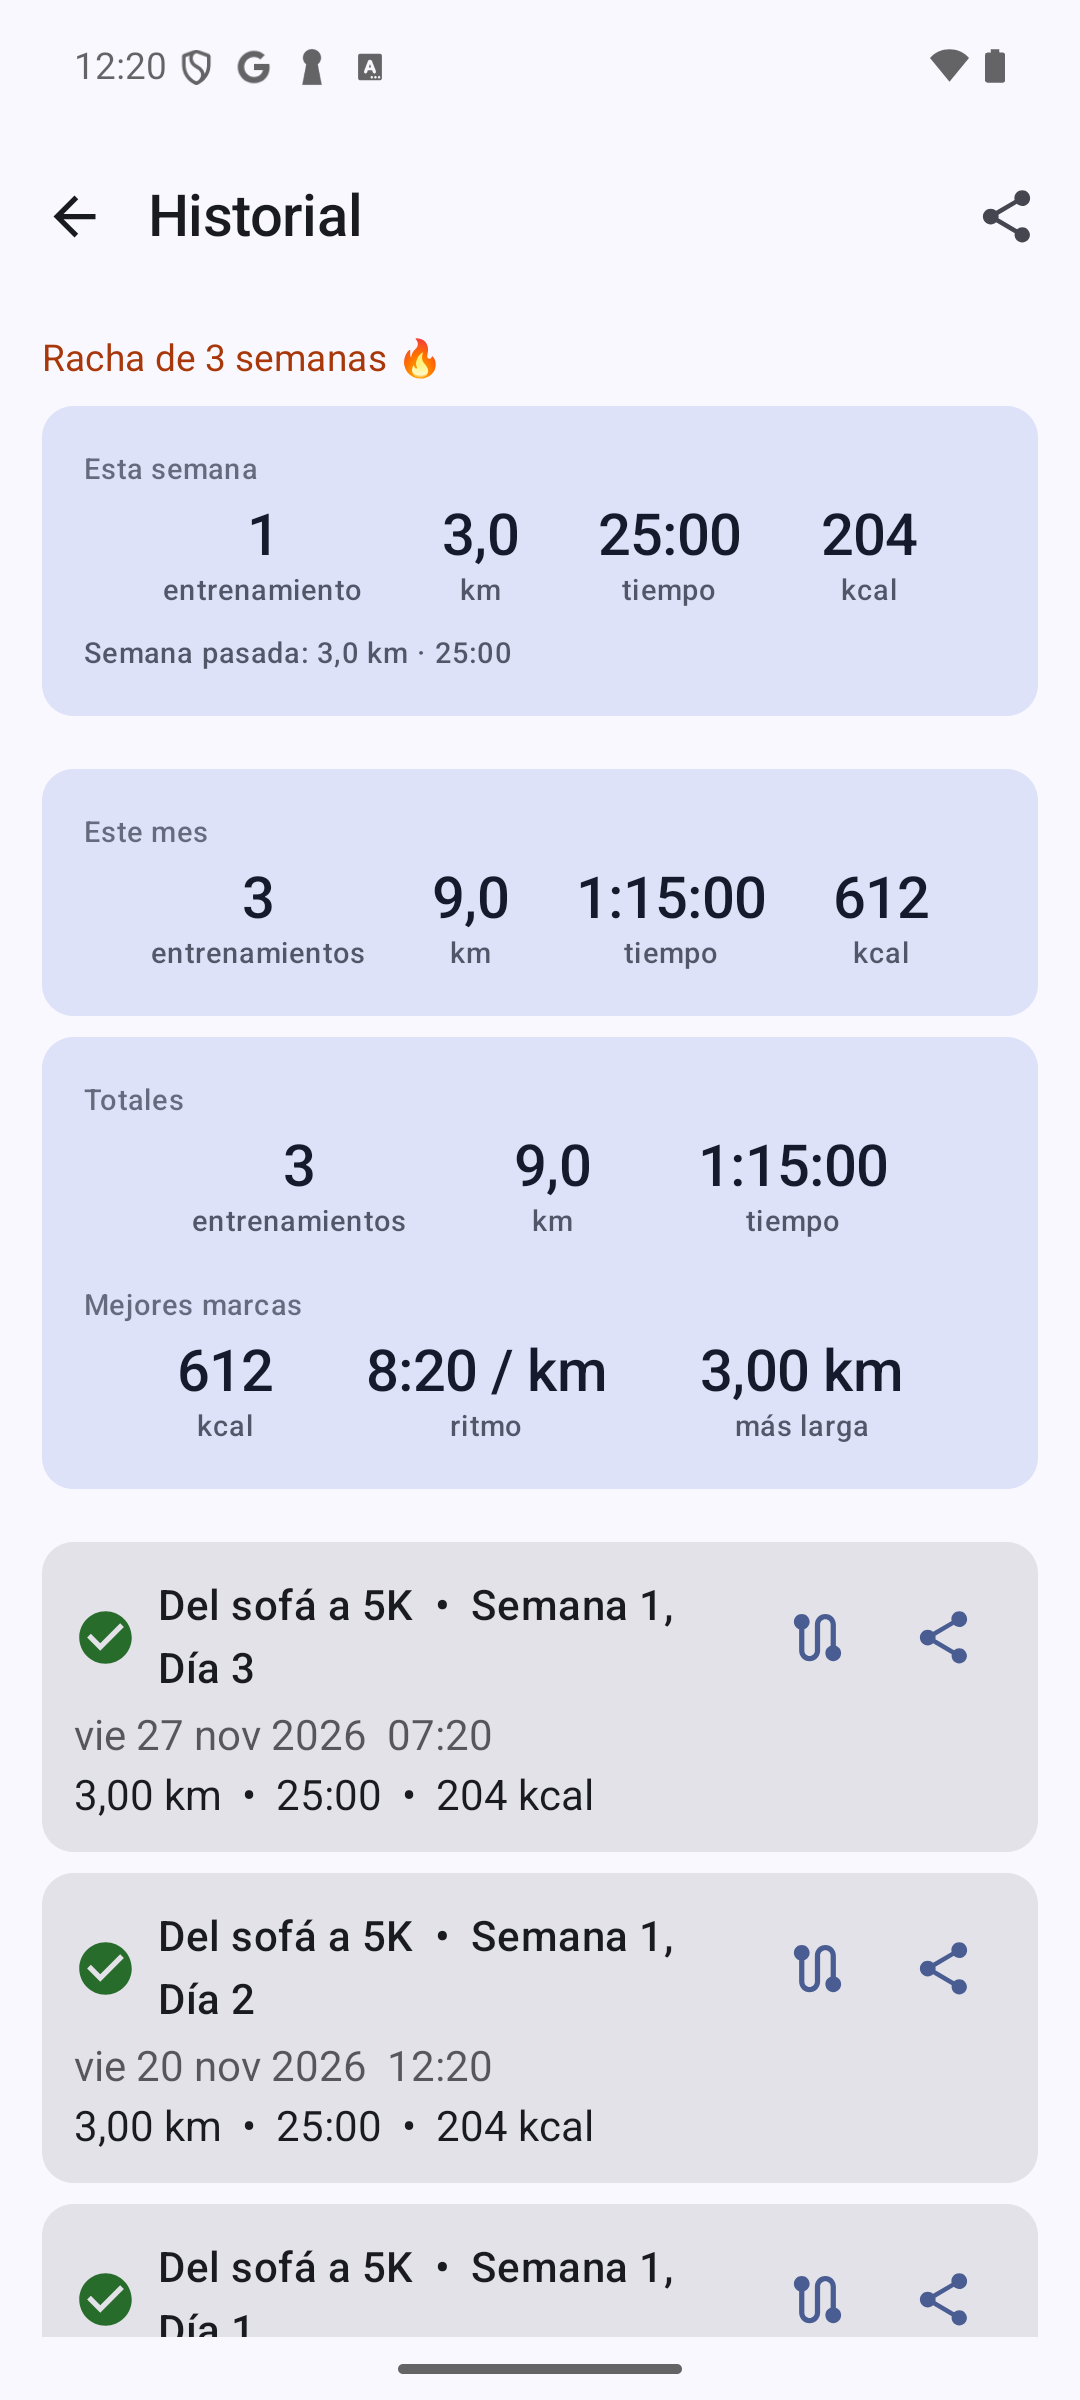 12:20
Historial
Racha de 3 semanas 🔥
Esta semana
1 3,0 25:00 204
entrenamiento km tiempo kcal
Semana pasada: 3,0 km · 25:00
Este mes
3 9,0 1:15:00 612
entrenamientos km tiempo kcal
Totales
3 9,0 1:15:00
entrenamientos km tiempo
Mejores marcas
612 8:20 / km 3,00 km
kcal ritmo más larga
Del sofá a 5K • Semana 1,
Día 3
vie 27 nov 2026 07:20
3,00 km • 25:00 • 204 kcal
Del sofá a 5K • Semana 1,
Día 2
vie 20 nov 2026 12:20
3,00 km • 25:00 • 204 kcal
Del sofá a 5K • Semana 1,
Día 1